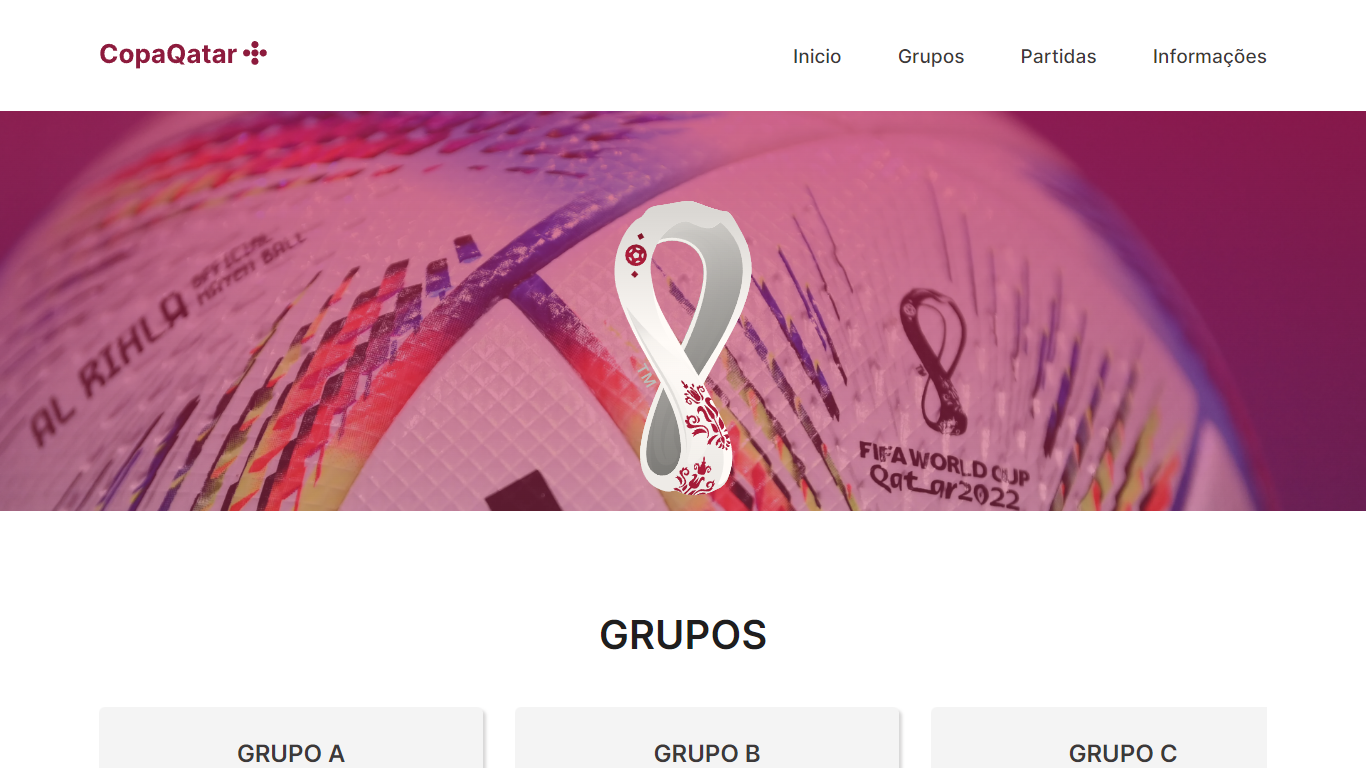 CopaQatar
Inicio Grupos Partidas Informações
OFFICIAL
MATCH BALL
AL RIHLA
TM
FIFA WORLD CUP
Qatar2022
GRUPOS
GRUPO A GRUPO B GRUPO C